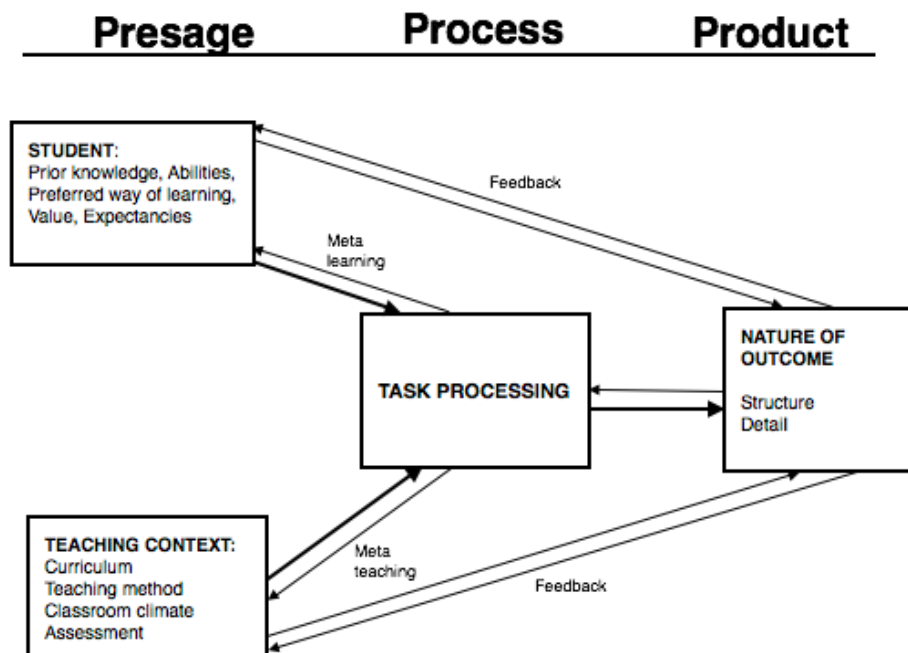 Presage Process Product
STUDENT:
Prior knowledge, Abilities,
Preferred way of learning,
Value, Expectancies
Feedback
Meta
learning
TASK PROCESSING
NATURE OF
OUTCOME
Structure
Detail
TEACHING CONTEXT:
Curriculum
Teaching method
Classroom climate
Assessment
Meta
teaching
Feedback